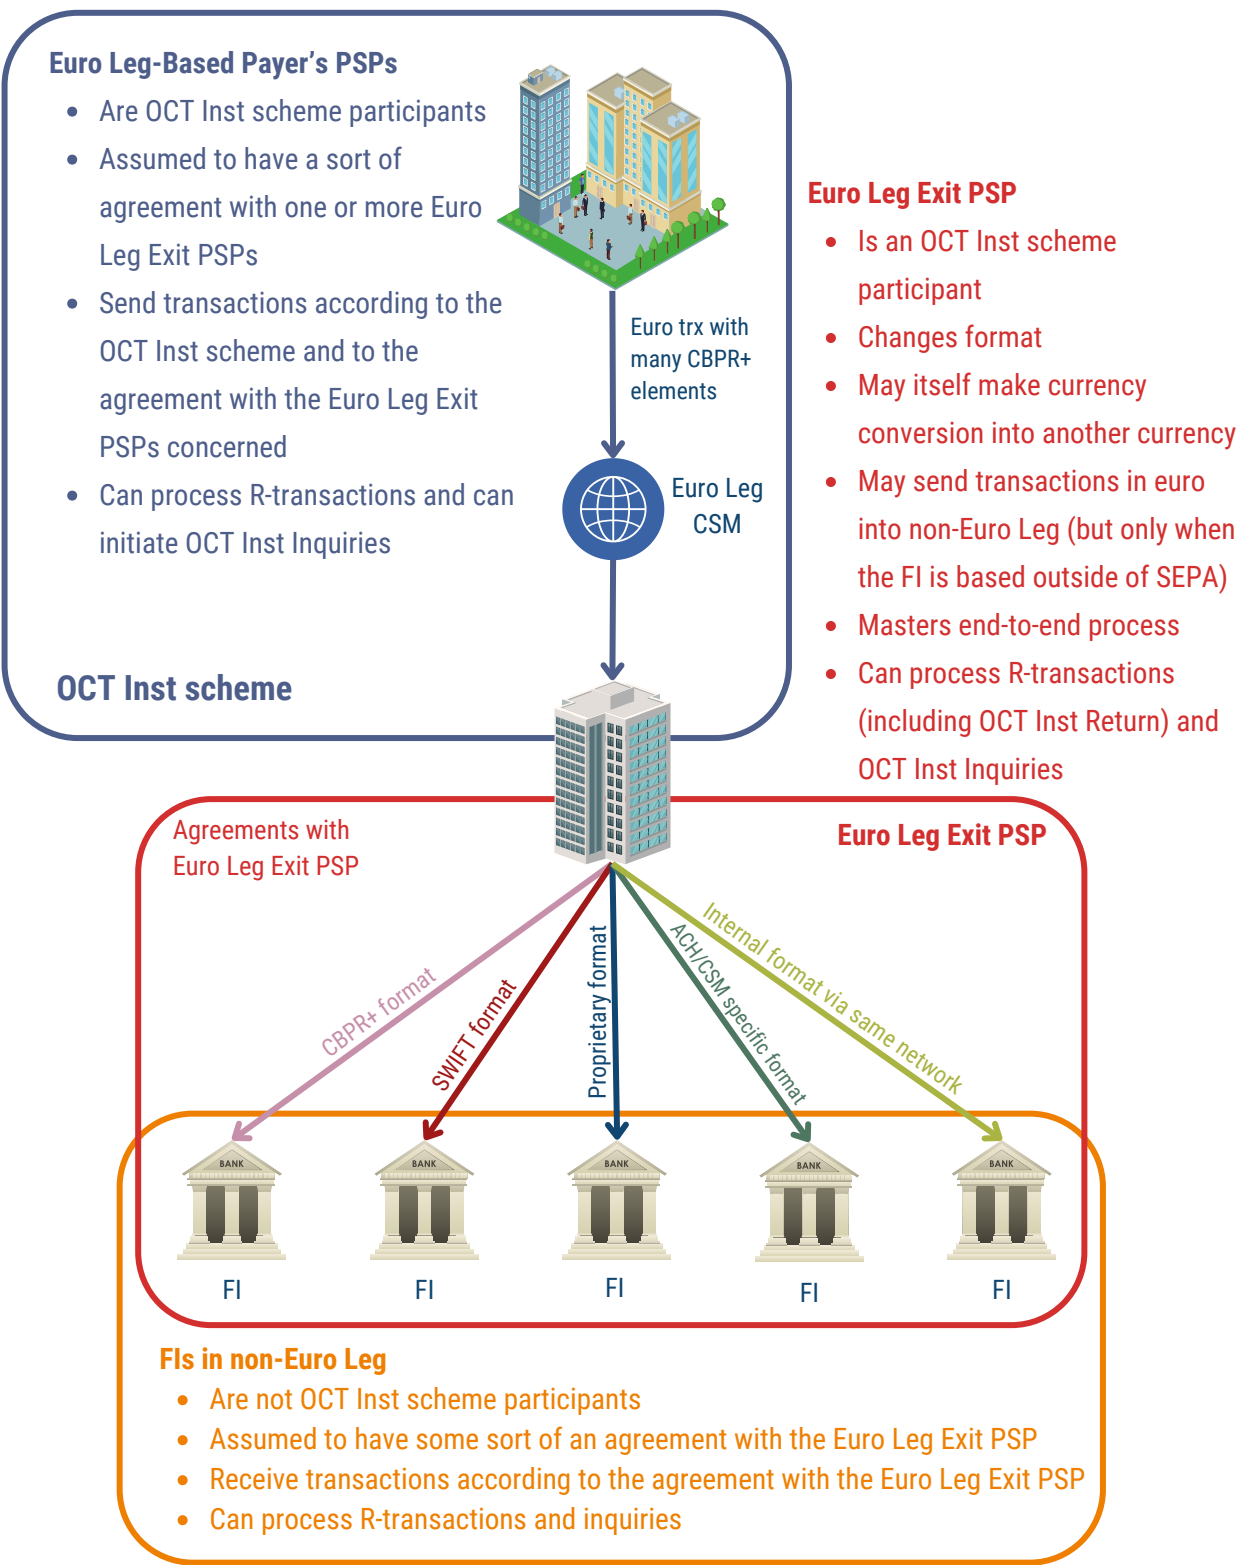 Euro Leg-Based Payer’s PSPs
• Are OCT Inst scheme participants
• Assumed to have a sort of
agreement with one or more Euro
Leg Exit PSPs
• Send transactions according to the
OCT Inst scheme and to the
agreement with the Euro Leg Exit
PSPs concerned
• Can process R-transactions and can
initiate OCT Inst Inquiries
OCT Inst scheme
Euro trx with
many CBPR+
elements
Euro Leg
CSM
Euro Leg Exit PSP
• Is an OCT Inst scheme
participant
• Changes format
• May itself make currency
conversion into another currency
• May send transactions in euro
into non-Euro Leg (but only when
the FI is based outside of SEPA)
• Masters end-to-end process
• Can process R-transactions
(including OCT Inst Return) and
OCT Inst Inquiries
Agreements with
Euro Leg Exit PSP
Euro Leg Exit PSP
CBPR+ format
SWIFT format
Proprietary format
ACH/CSM specific format
Internal format via same network
BANK
BANK
BANK
BANK
BANK
FI
FI
FI
FI
FI
FIs in non-Euro Leg
• Are not OCT Inst scheme participants
• Assumed to have some sort of an agreement with the Euro Leg Exit PSP
• Receive transactions according to the agreement with the Euro Leg Exit PSP
• Can process R-transactions and inquiries